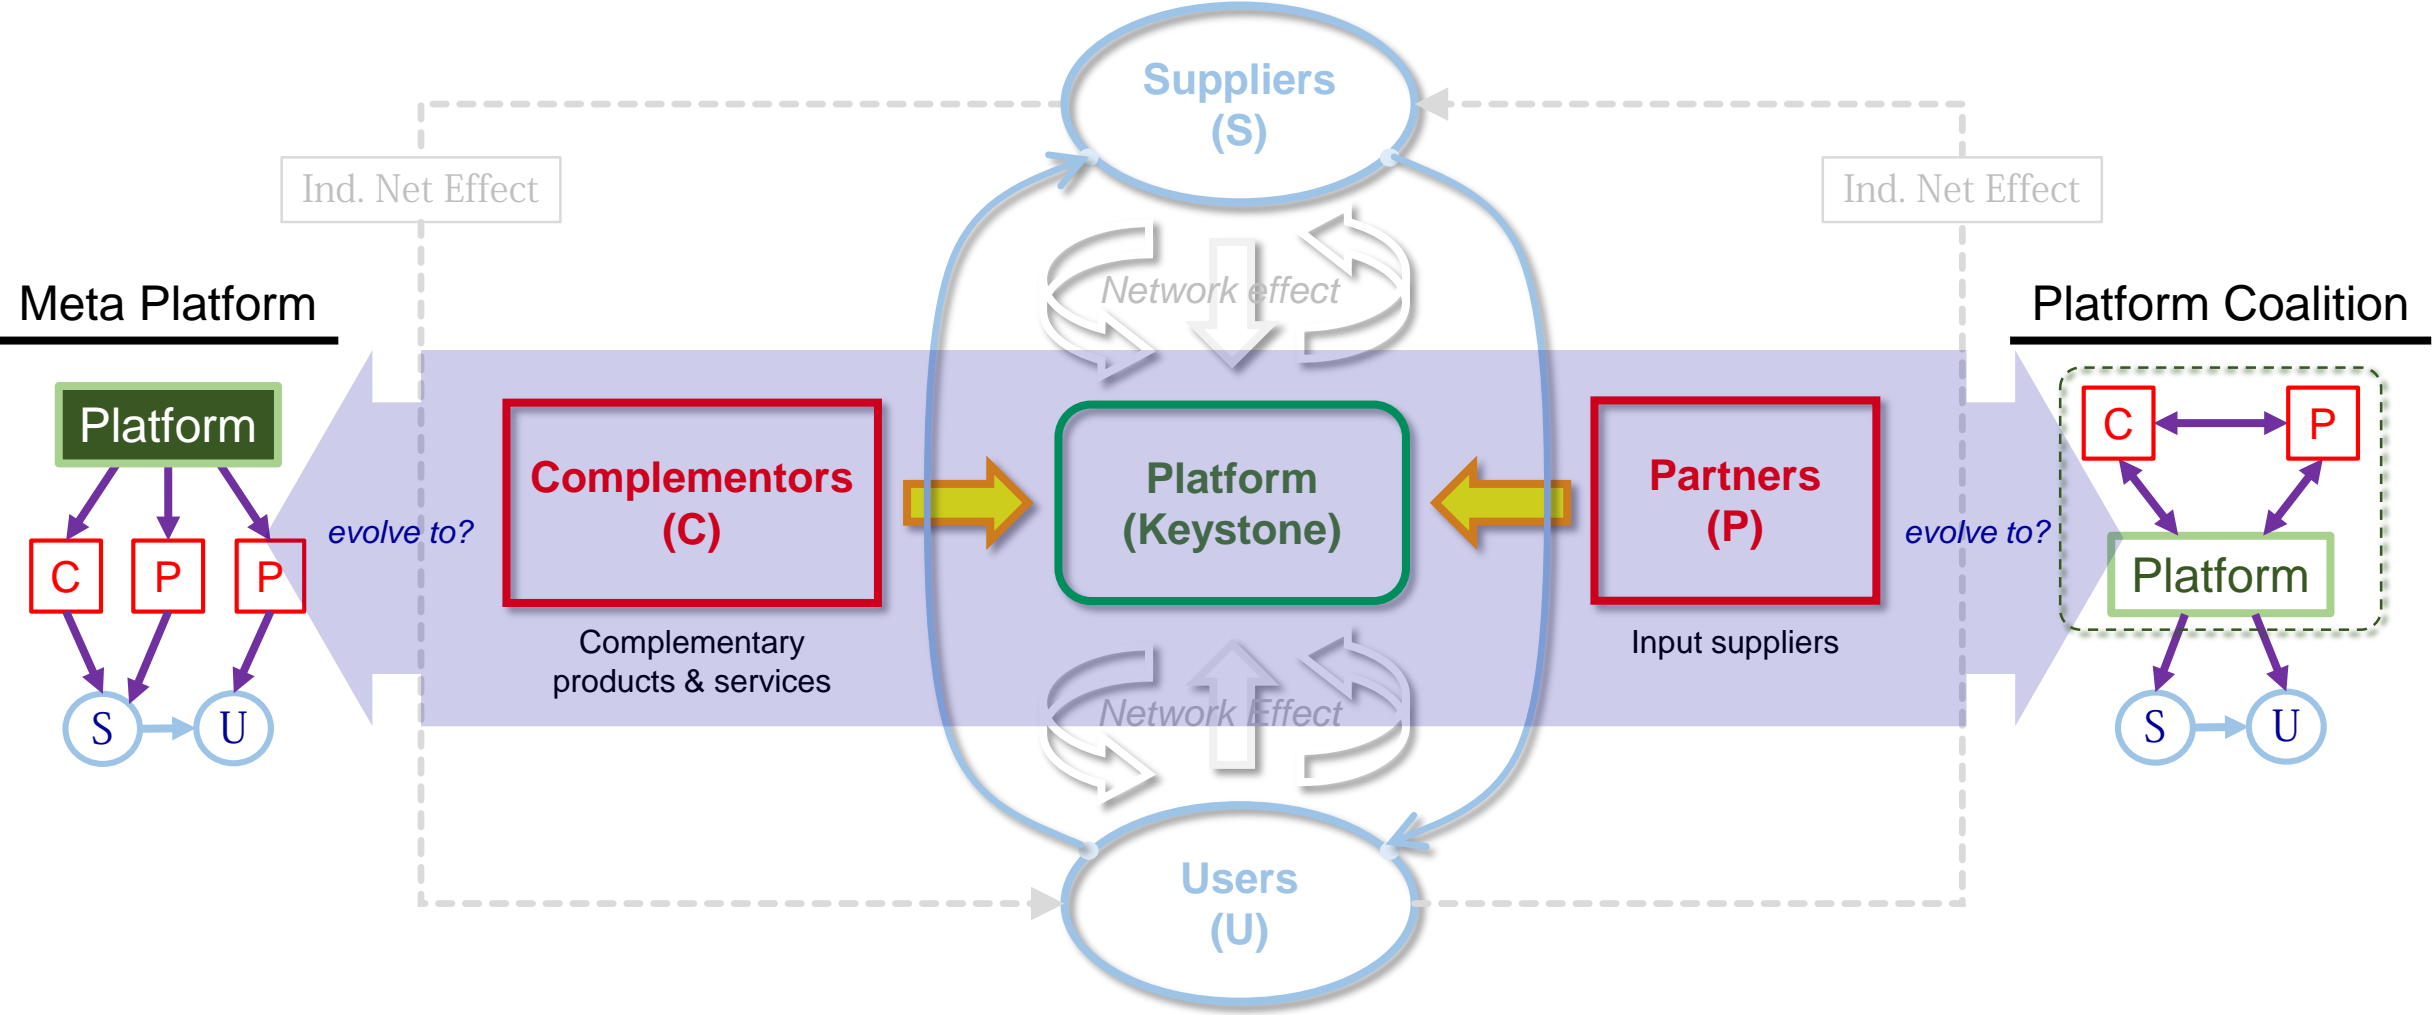 Suppliers
(S)
Ind. Net Effect
Ind. Net Effect
Network effect
Meta Platform
Platform Coalition
Platform
C
P
P
S
U
evolve to?
Complementors
(C)
Complementary
products & services
Platform
(Keystone)
Partners
(P)
Input suppliers
evolve to?
C
P
Platform
S
U
Network Effect
Users
(U)